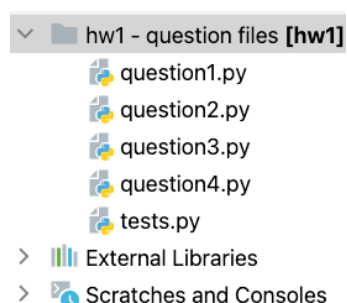 hw1 - question files [hw1]
question1.py
question2.py
question3.py
question4.py
tests.py
External Libraries
Scratches and Consoles